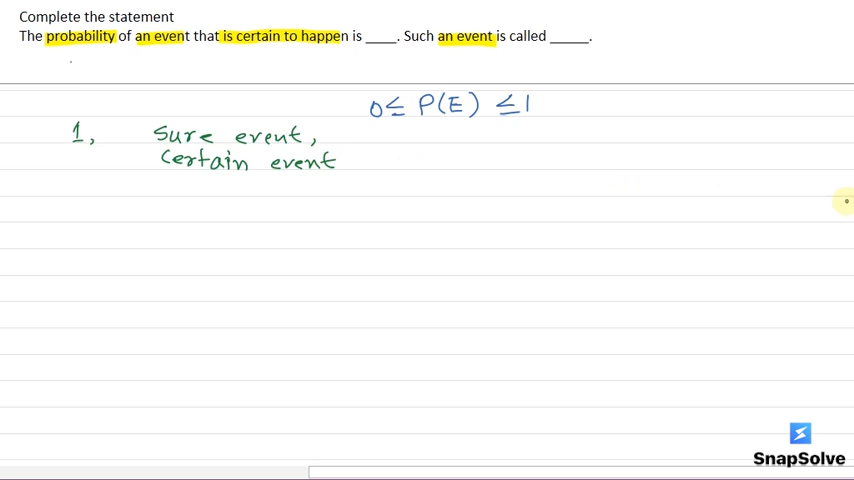 Complete the statement
The probability of an event that is certain to happen is ____. Such an event is called _____.
0 ≤ P(E) ≤ 1
1, Sure event,
Certain event
SnapSolve